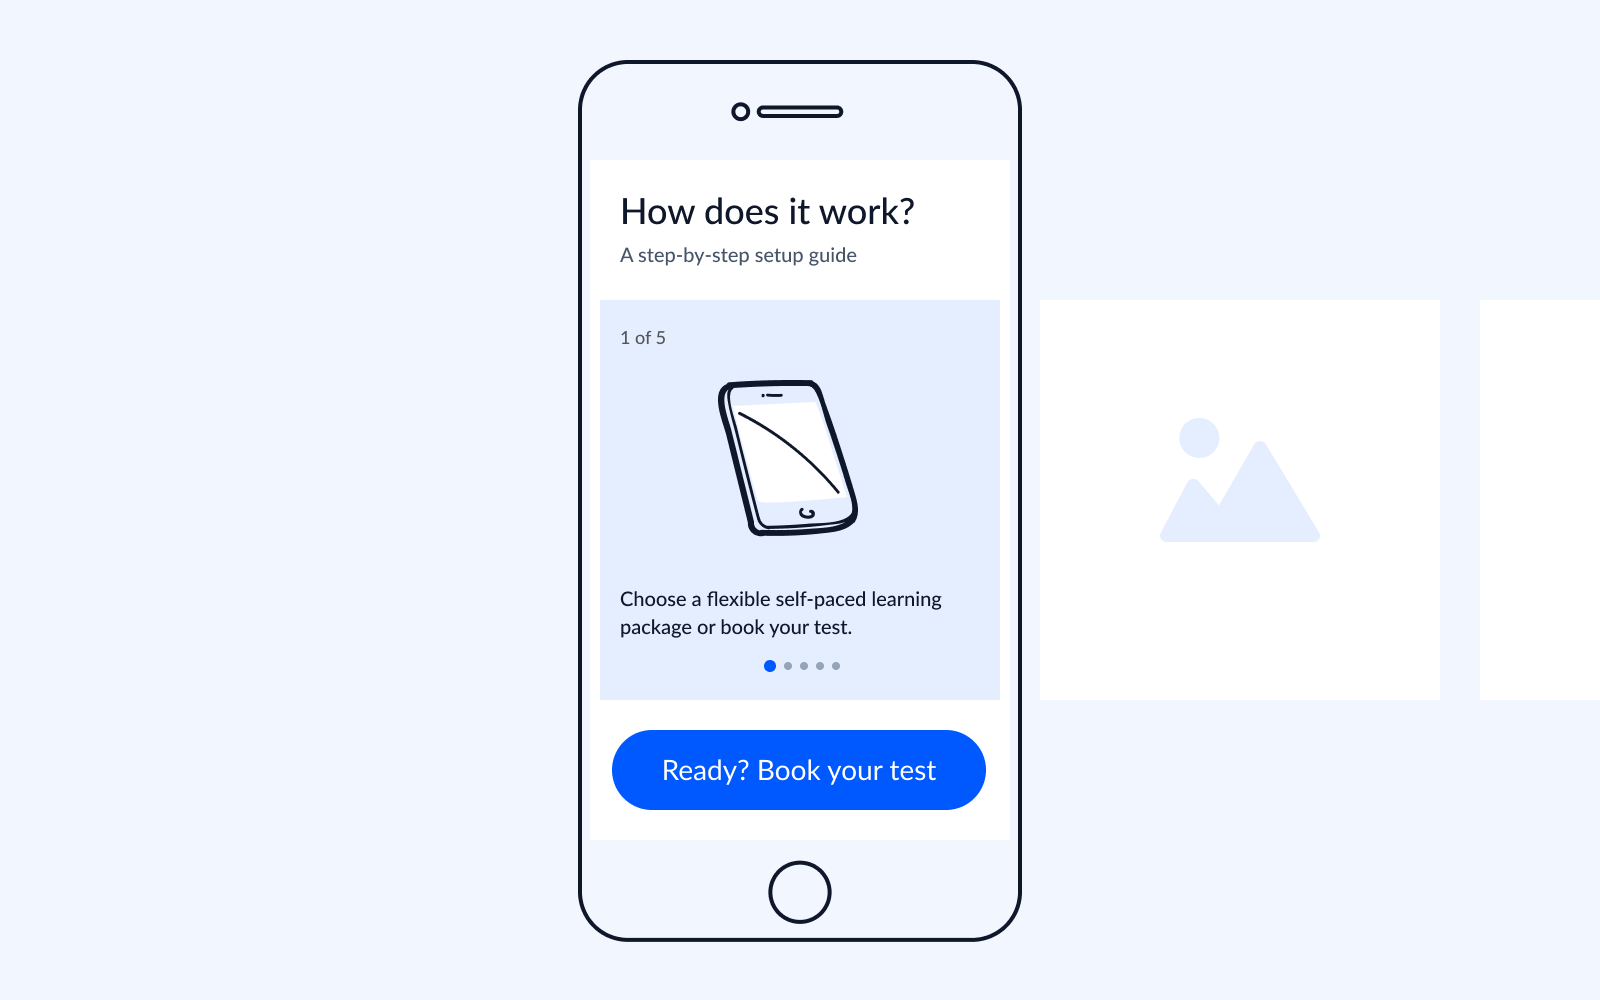 How does it work?
A step-by-step setup guide
1 of 5
Choose a flexible self-paced learning
package or book your test.
Ready? Book your test